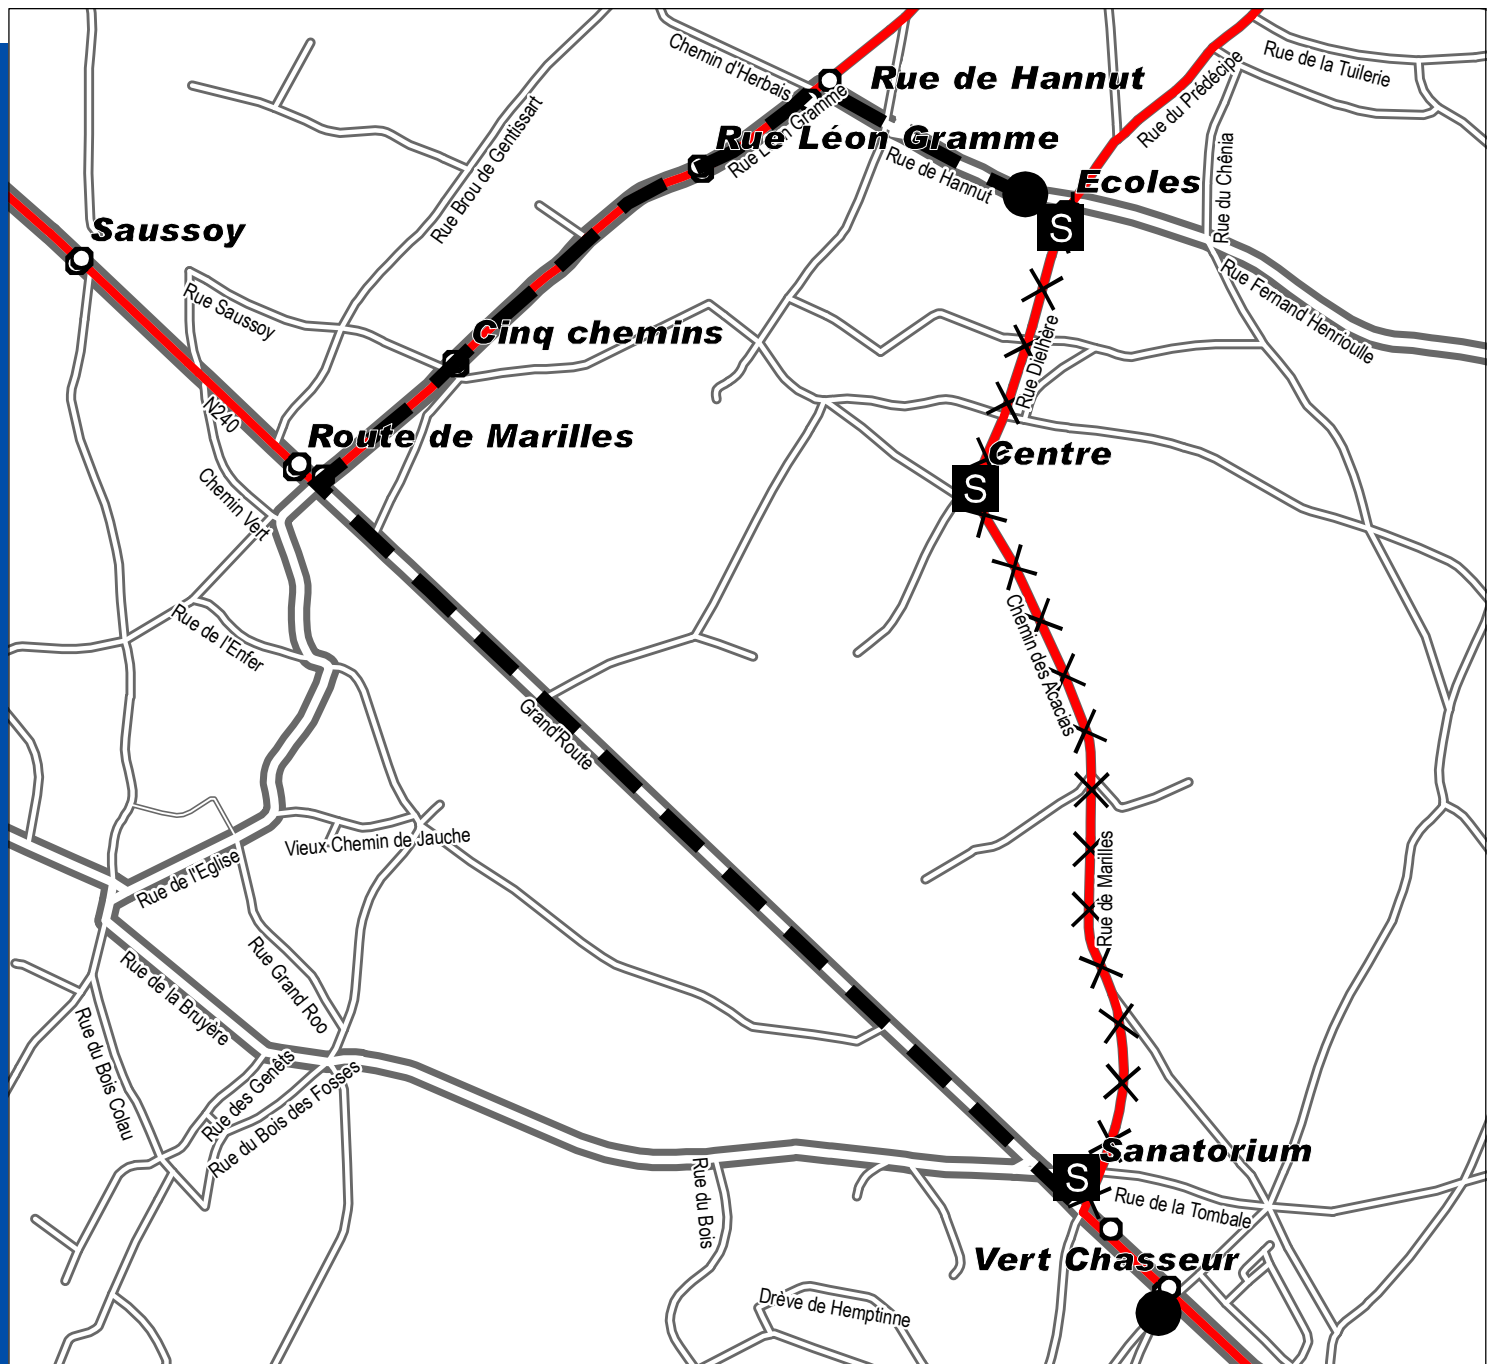 Chemin d'Herbais
Rue de Hannut
Rue de la Tuilerie
Rue du Prédécipe
Rue Léon Gramme
Rue Léon Gramme
Rue Brou de Gentissart
Rue de Hannut
Ecoles
S
Rue du Chênia
Saussoy
Rue Fernand Henrioulle
Rue Saussoy
Cinq chemins
Rue Dielhère
N240
Route de Marilles
Centre
S
Chemin Vert
Rue de l'Enfer
Chemin des Acacias
Grand'Route
Vieux Chemin de Jauche
Rue de Marilles
Rue de l'Eglise
Rue Grand Roo
Rue de la Bruyère
Rue du Bois Colau
Rue des Genêts
Rue du Bois des Fosses
Sanatorium
S
Rue du Bois
Rue de la Tombale
Vert Chasseur
Drève de Hemptinne